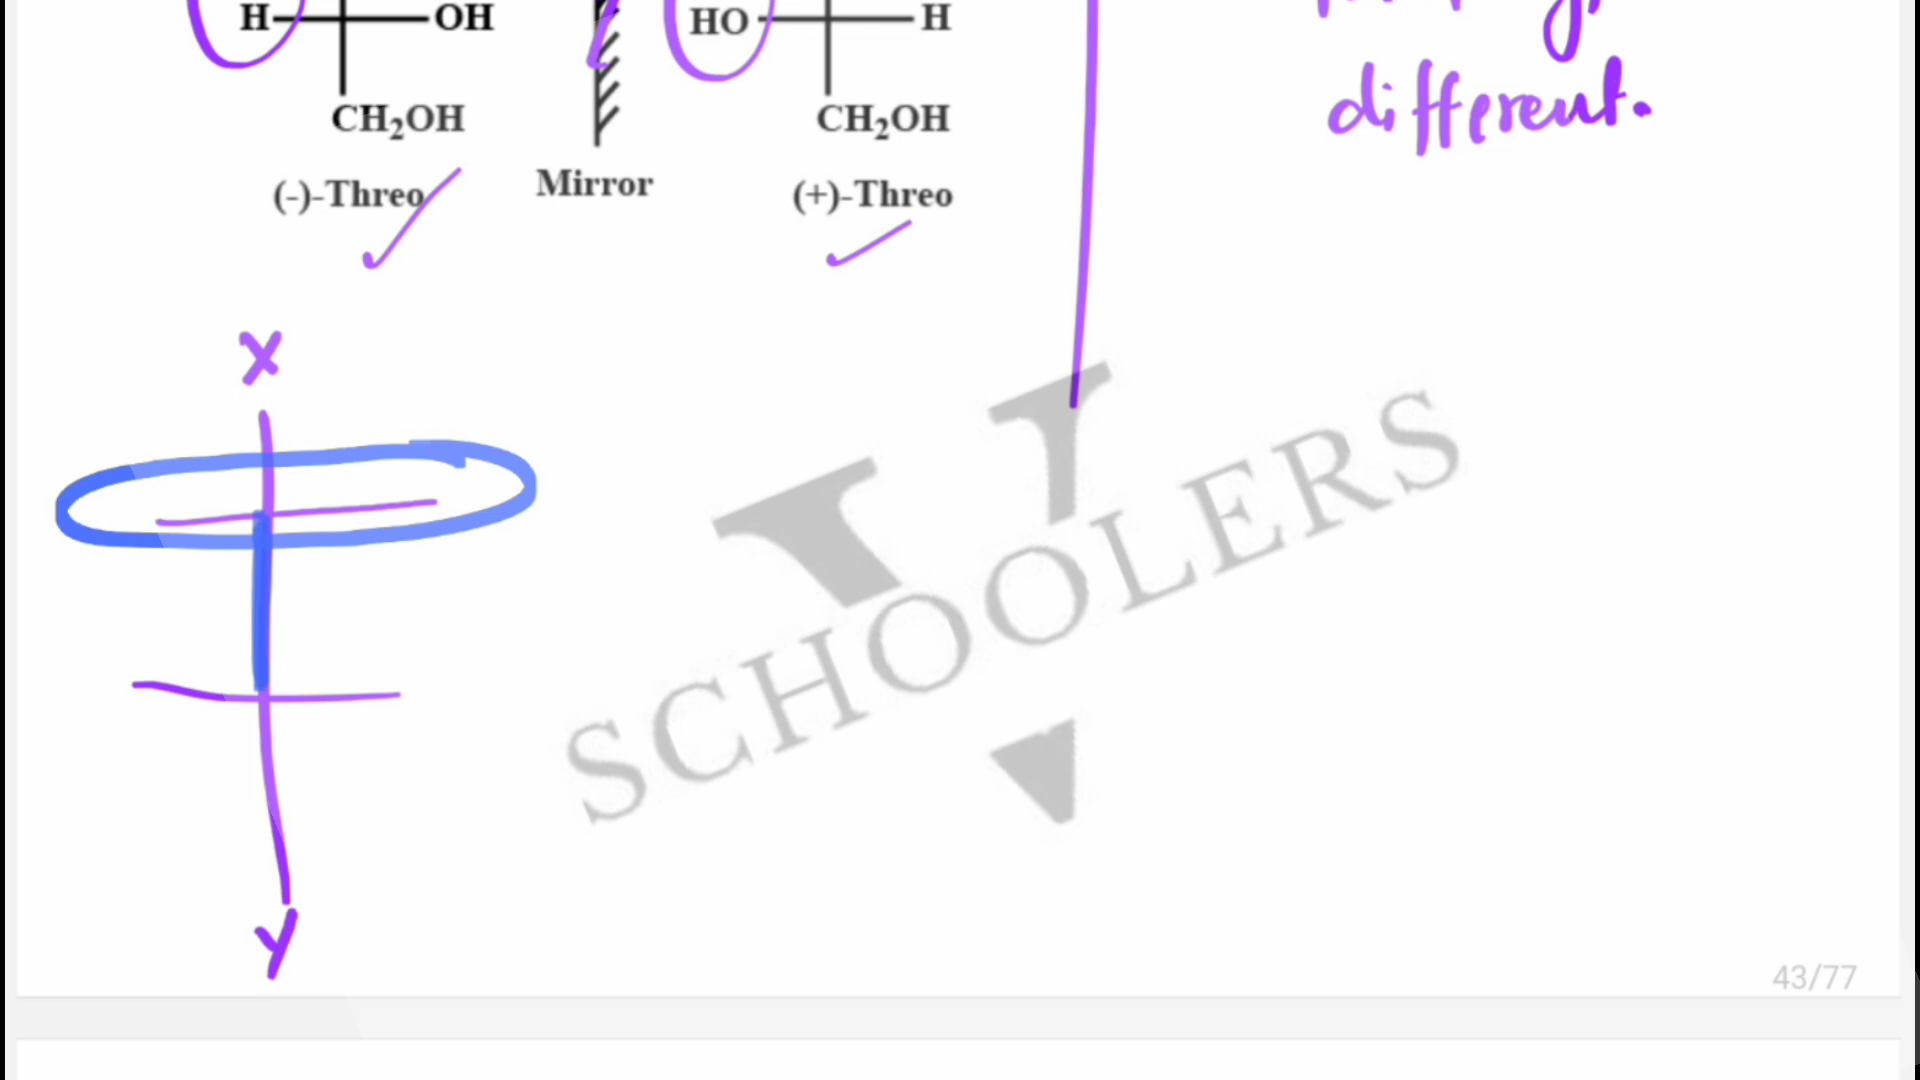 H OH HO H
CH₂OH CH₂OH
different.
(-)-Threo Mirror (+)-Threo
X
SCHOOLERS
Y
43/77